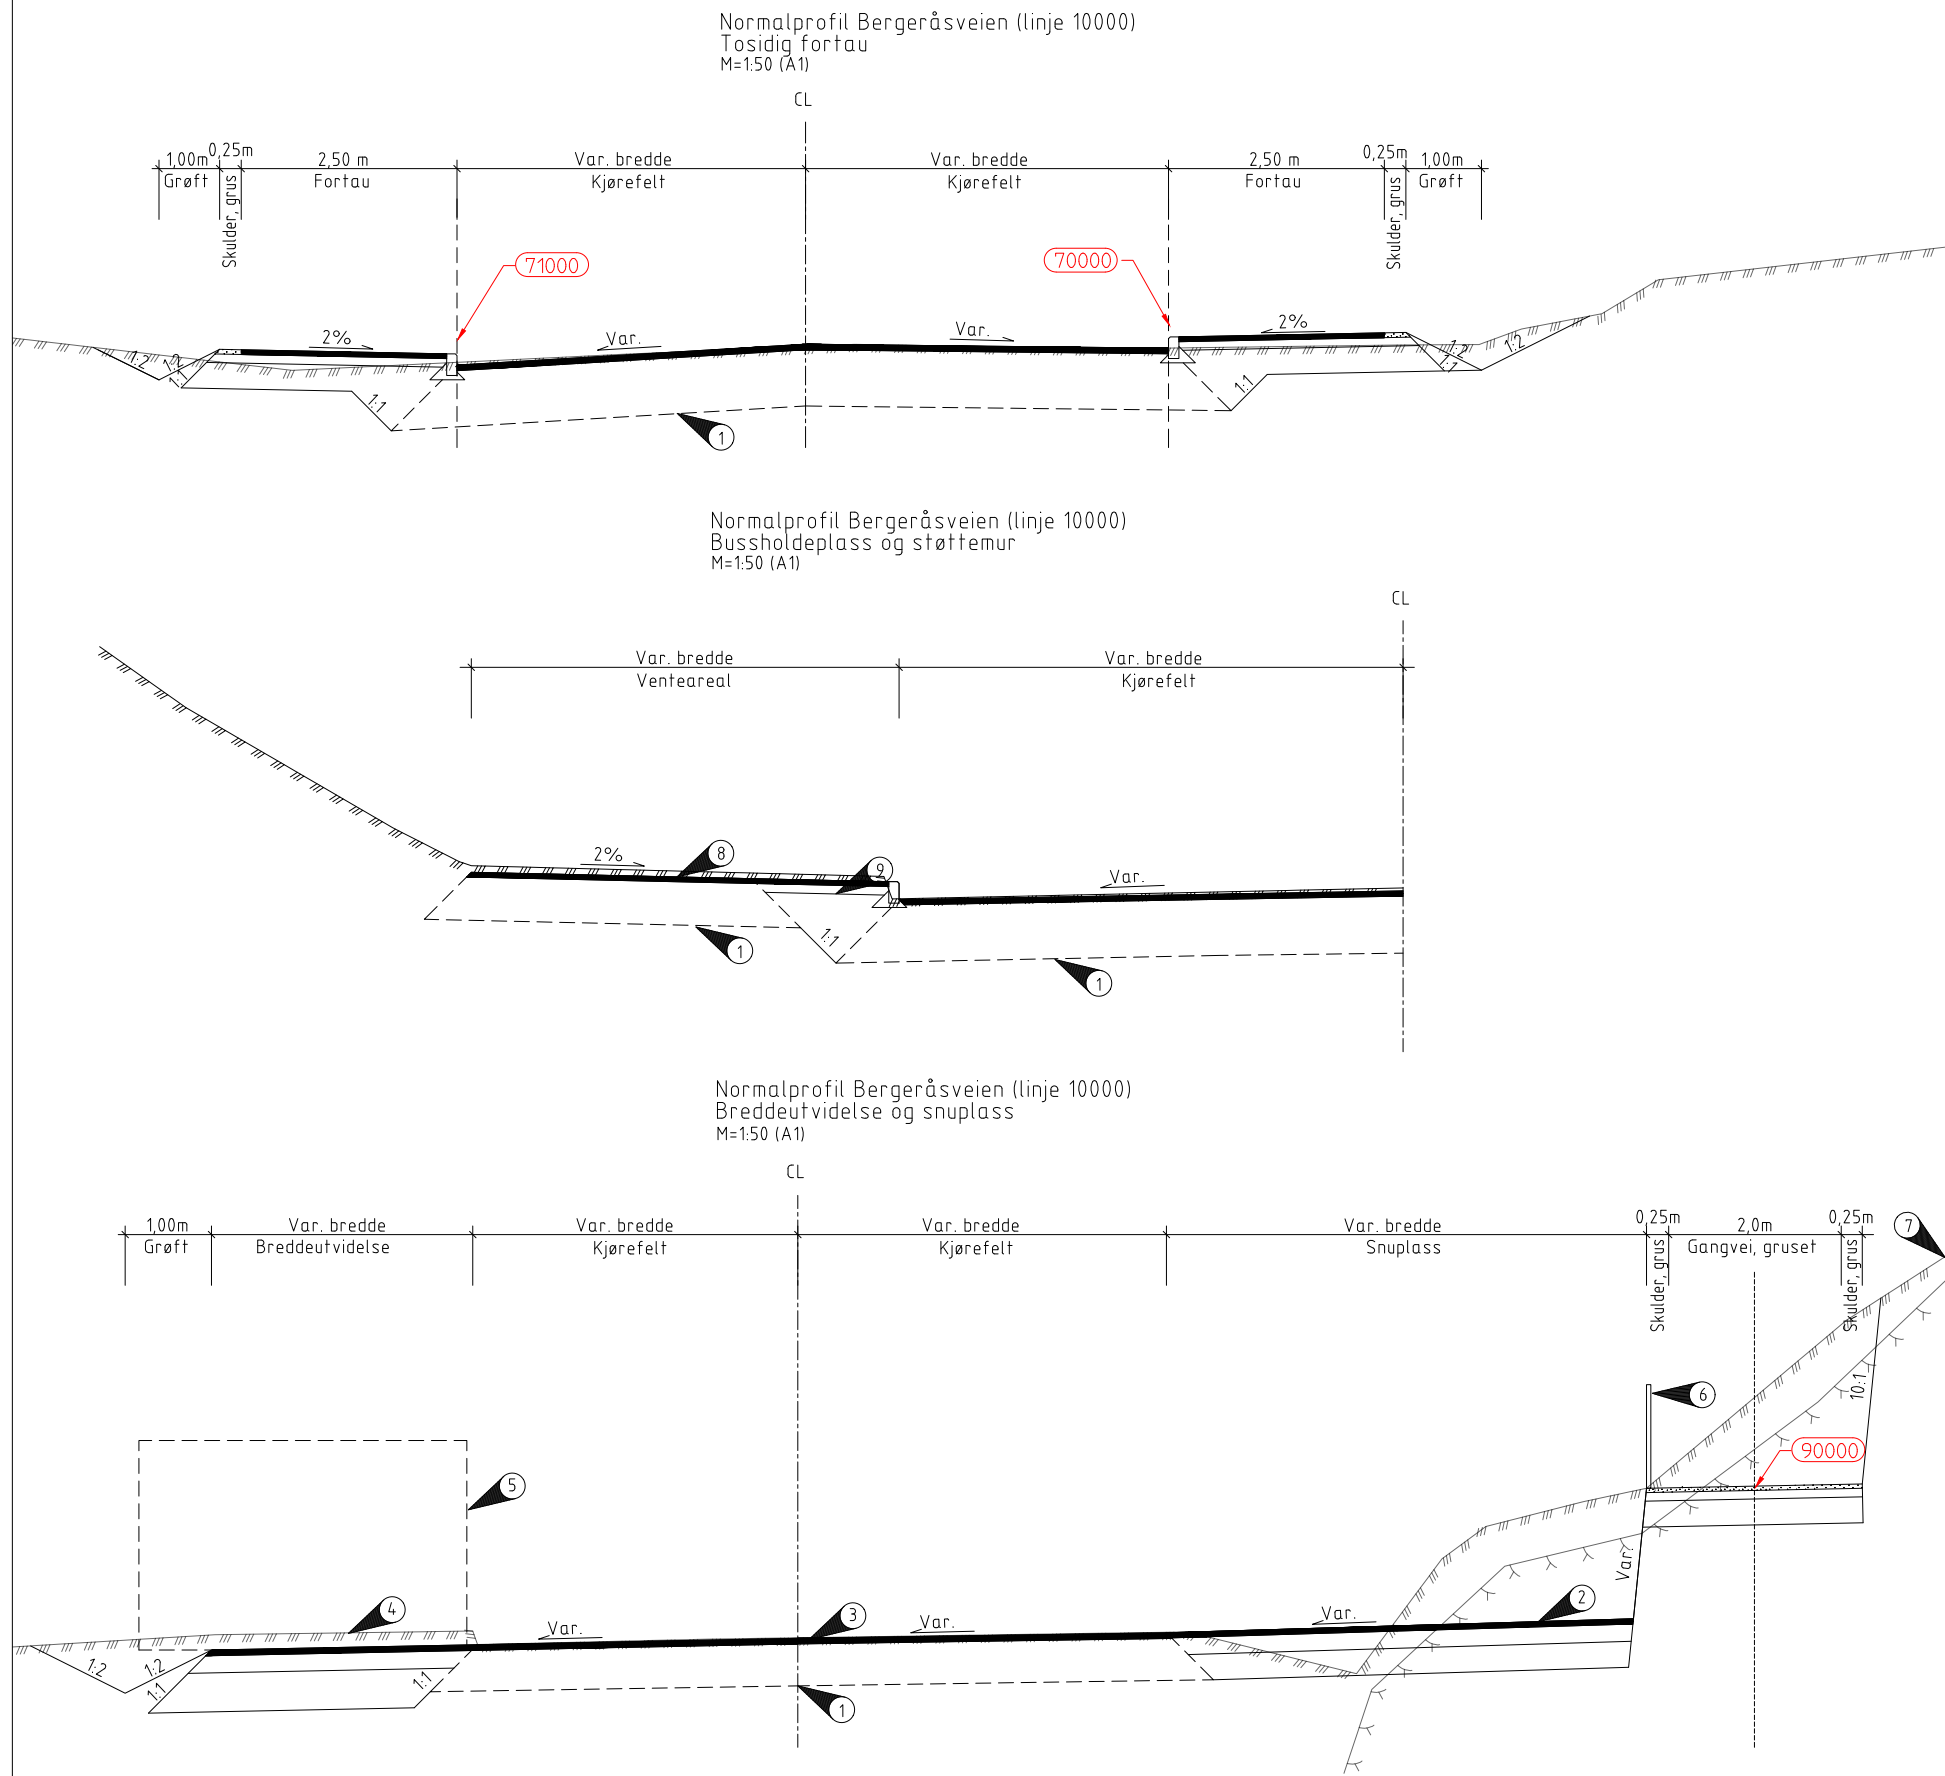 Normalprofil Bergeråsveien (linje 10000)
Tosidig fortau
M=1:50 (A1)
CL
1,00m 0,25m 2,50 m Var. bredde Var. bredde 2,50 m 0,25m 1,00m
Grøft Skulder, grus Fortau Kjørefelt Kjørefelt Fortau Skulder, grus Grøft
71000 70000
2% Var. Var. 2%
1:2 1:2 1:1 1:1 1:1 1:2 1:1 1:2
1
Normalprofil Bergeråsveien (linje 10000)
Bussholdeplass og støttemur
M=1:50 (A1)
CL
Var. bredde Var. bredde
Venteareal Kjørefelt
2% 8 9 Var.
1:1
1 1
Normalprofil Bergeråsveien (linje 10000)
Breddeutvidelse og snuplass
M=1:50 (A1)
CL
1,00m Var. bredde Var. bredde Var. bredde Var. bredde 0,25m 2,0m 0,25m 7
Grøft Breddeutvidelse Kjørefelt Kjørefelt Snuplass Skulder, grus Gangvei, gruset Skulder, grus
6 10:1
90000
5
Var.
4 Var. 3 Var. Var. 2
1:2 1:2 1:1 1:1
1